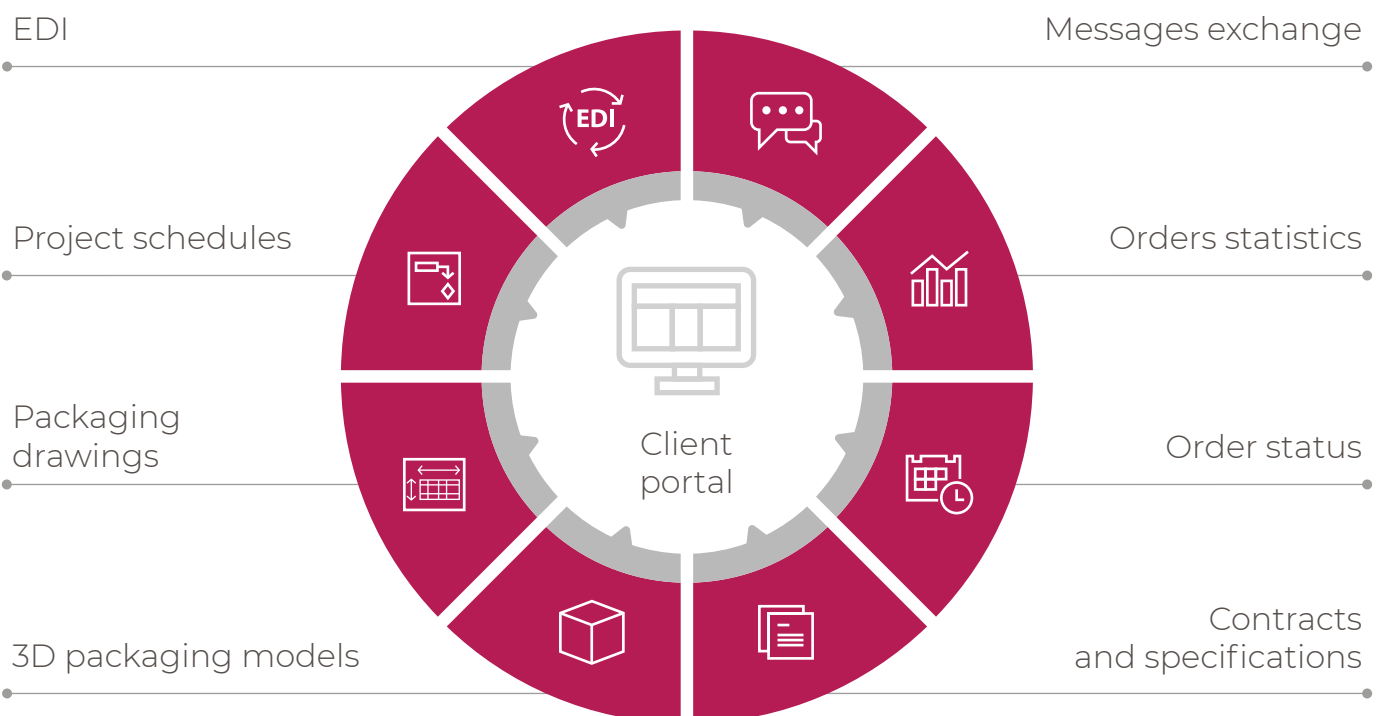 EDI
Messages exchange
EDI
Project schedules
Orders statistics
Packaging
drawings
Client
portal
Order status
3D packaging models
Contracts
and specifications